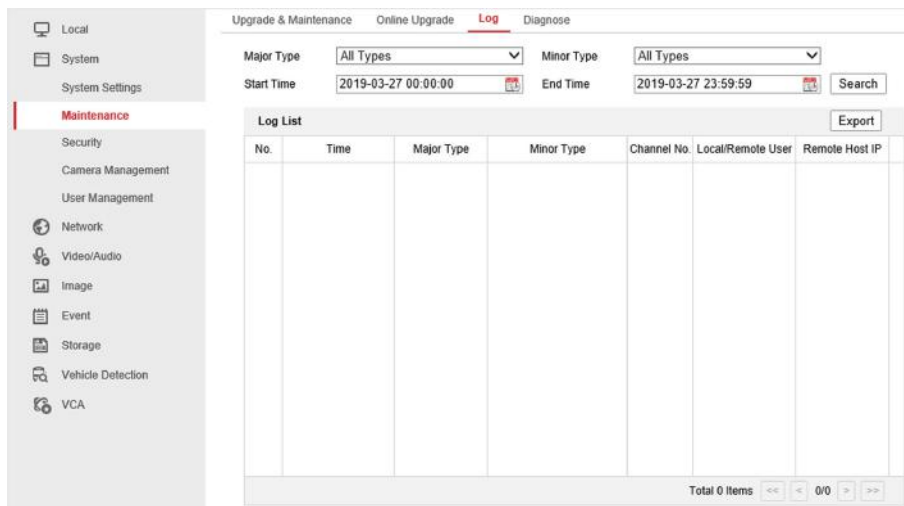 Local
System
System Settings
Maintenance
Security
Camera Management
User Management
Network
Video/Audio
Image
Event
Storage
Vehicle Detection
VCA
Upgrade & Maintenance Online Upgrade Log Diagnose
Major Type All Types Minor Type All Types
Start Time 2019-03-27 00:00:00 End Time 2019-03-27 23:59:59 Search
Log List Export
No. Time Major Type Minor Type Channel No. Local/Remote User Remote Host IP
Total 0 Items << < 0/0 > >>